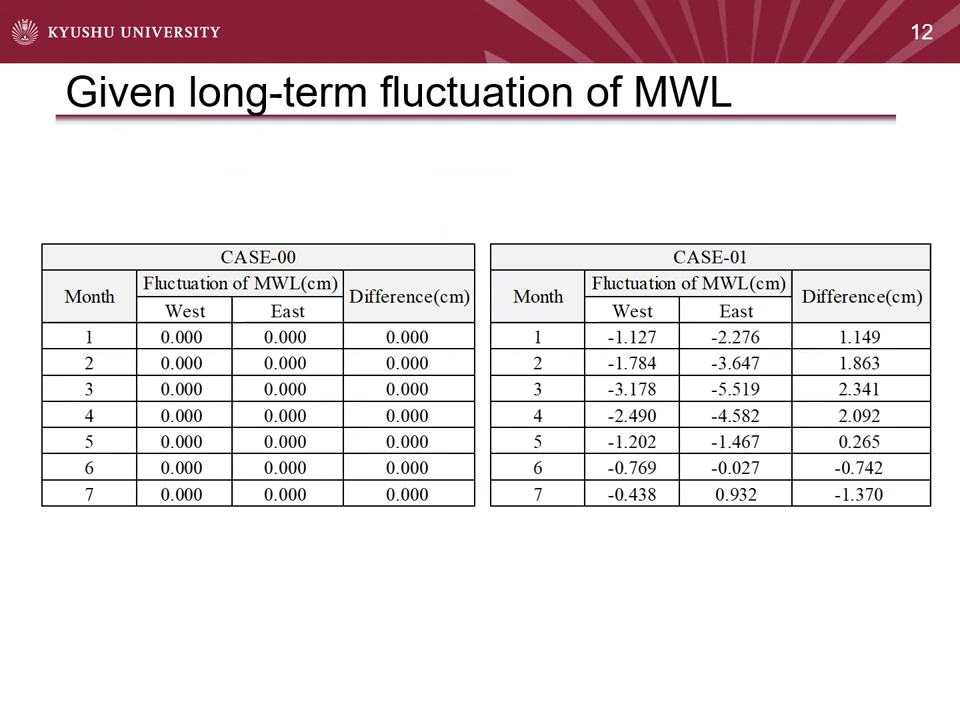 KYUSHU UNIVERSITY
12
Given long-term fluctuation of MWL
CASE-00
Month Fluctuation of MWL(cm) Difference(cm)
West East
1 0.000 0.000 0.000
2 0.000 0.000 0.000
3 0.000 0.000 0.000
4 0.000 0.000 0.000
5 0.000 0.000 0.000
6 0.000 0.000 0.000
7 0.000 0.000 0.000
CASE-01
Month Fluctuation of MWL(cm) Difference(cm)
West East
1 -1.127 -2.276 1.149
2 -1.784 -3.647 1.863
3 -3.178 -5.519 2.341
4 -2.490 -4.582 2.092
5 -1.202 -1.467 0.265
6 -0.769 -0.027 -0.742
7 -0.438 0.932 -1.370